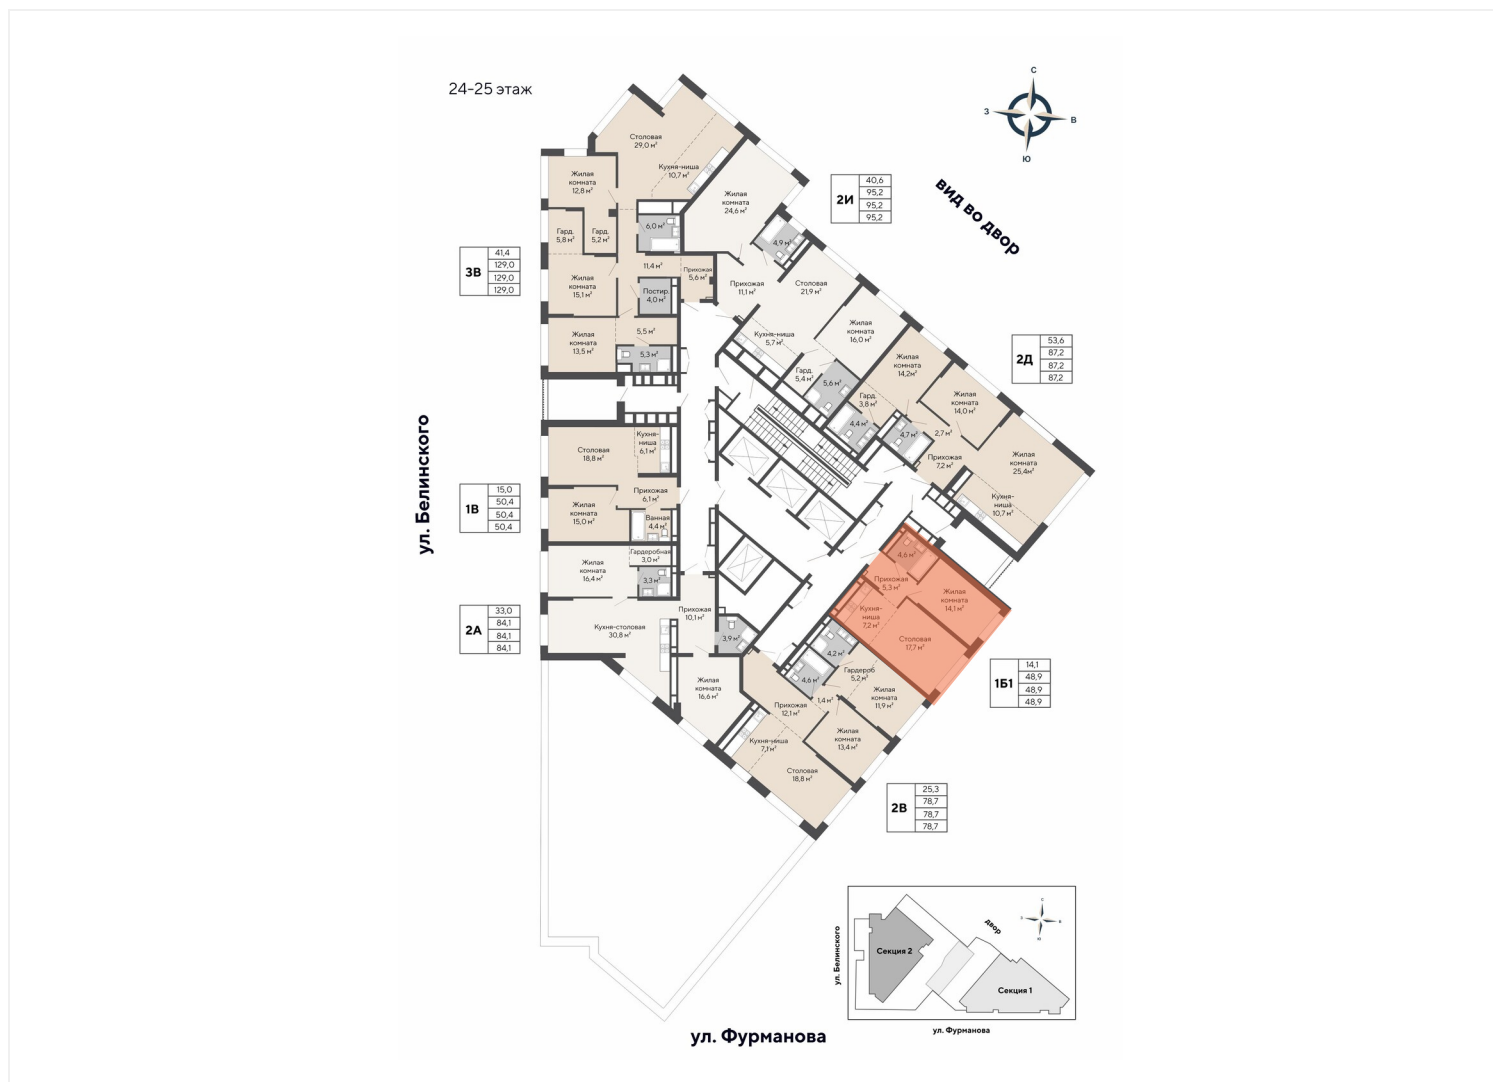 24-25 этаж
С
З
В
Ю
вид во двор
ул. Белинского
ул. Фурманова
Столовая
29,0 м²
Кухня-ниша
10,7 м²
Жилая
комната
12,8 м²
Гард.
5,8 м²
Гард.
5,2 м²
6,0 м²
11,4 м²
Прихожая
5,6 м²
Жилая
комната
15,1 м²
Постир.
4,0 м²
Жилая
комната
13,5 м²
5,5 м²
5,3 м²
3В
41,4
129,0
129,0
129,0
Жилая
комната
24,6 м²
4,9 м²
Прихожая
11,1 м²
Столовая
21,9 м²
Кухня-ниша
5,7 м²
Жилая
комната
16,0 м²
Гард.
5,4 м²
5,6 м²
2И
40,6
95,2
95,2
95,2
Жилая
комната
14,2м²
Гард.
3,8 м²
4,4 м²
4,7 м²
2,7 м²
Жилая
комната
14,0 м²
Прихожая
7,2 м²
Жилая
комната
25,4м²
Кухня-
ниша
10,7 м²
2Д
53,6
87,2
87,2
87,2
Столовая
18,8 м²
Кухня-
ниша
6,1 м²
Прихожая
6,1 м²
Жилая
комната
15,0 м²
Ванная
4,4 м²
1В
15,0
50,4
50,4
50,4
Жилая
комната
16,4 м²
Гардеробная
3,0 м²
3,3 м²
Прихожая
10,1 м²
Кухня-столовая
30,8 м²
3,9 м²
Жилая
комната
16,6 м²
2А
33,0
84,1
84,1
84,1
4,6 м²
Прихожая
5,3 м²
Жилая
комната
14,1 м²
Кухня-
ниша
7,2 м²
Столовая
17,7 м²
1Б1
14,1
48,9
48,9
48,9
4,2 м²
4,6 м²
Гардероб
5,2 м²
1,4 м²
Жилая
комната
11,9 м²
Прихожая
12,1 м²
Жилая
комната
13,4 м²
Кухня-ниша
7,1 м²
Столовая
18,8 м²
2В
25,3
78,7
78,7
78,7
ул. Белинского
Секция 2
двор
Секция 1
ул. Фурманова